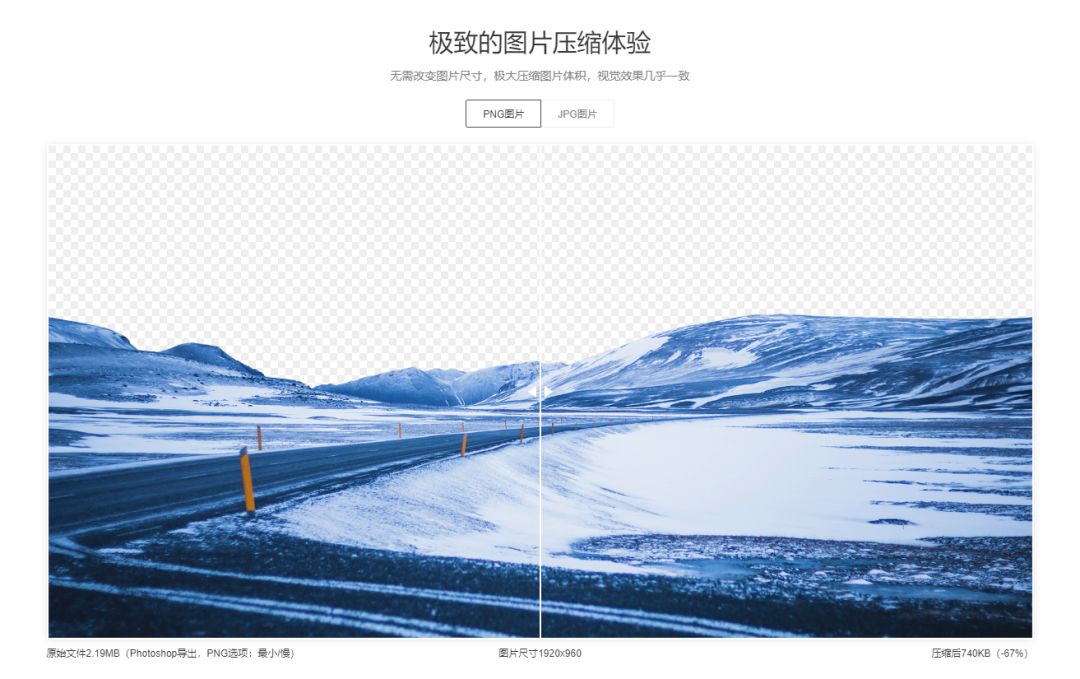 极致的图片压缩体验
无需改变图片尺寸，极大压缩图片体积，视觉效果几乎一致
PNG图片 JPG图片
原始文件2.19MB（Photoshop导出，PNG选项：最小/慢） 图片尺寸1920x960 压缩后740KB（-67%）